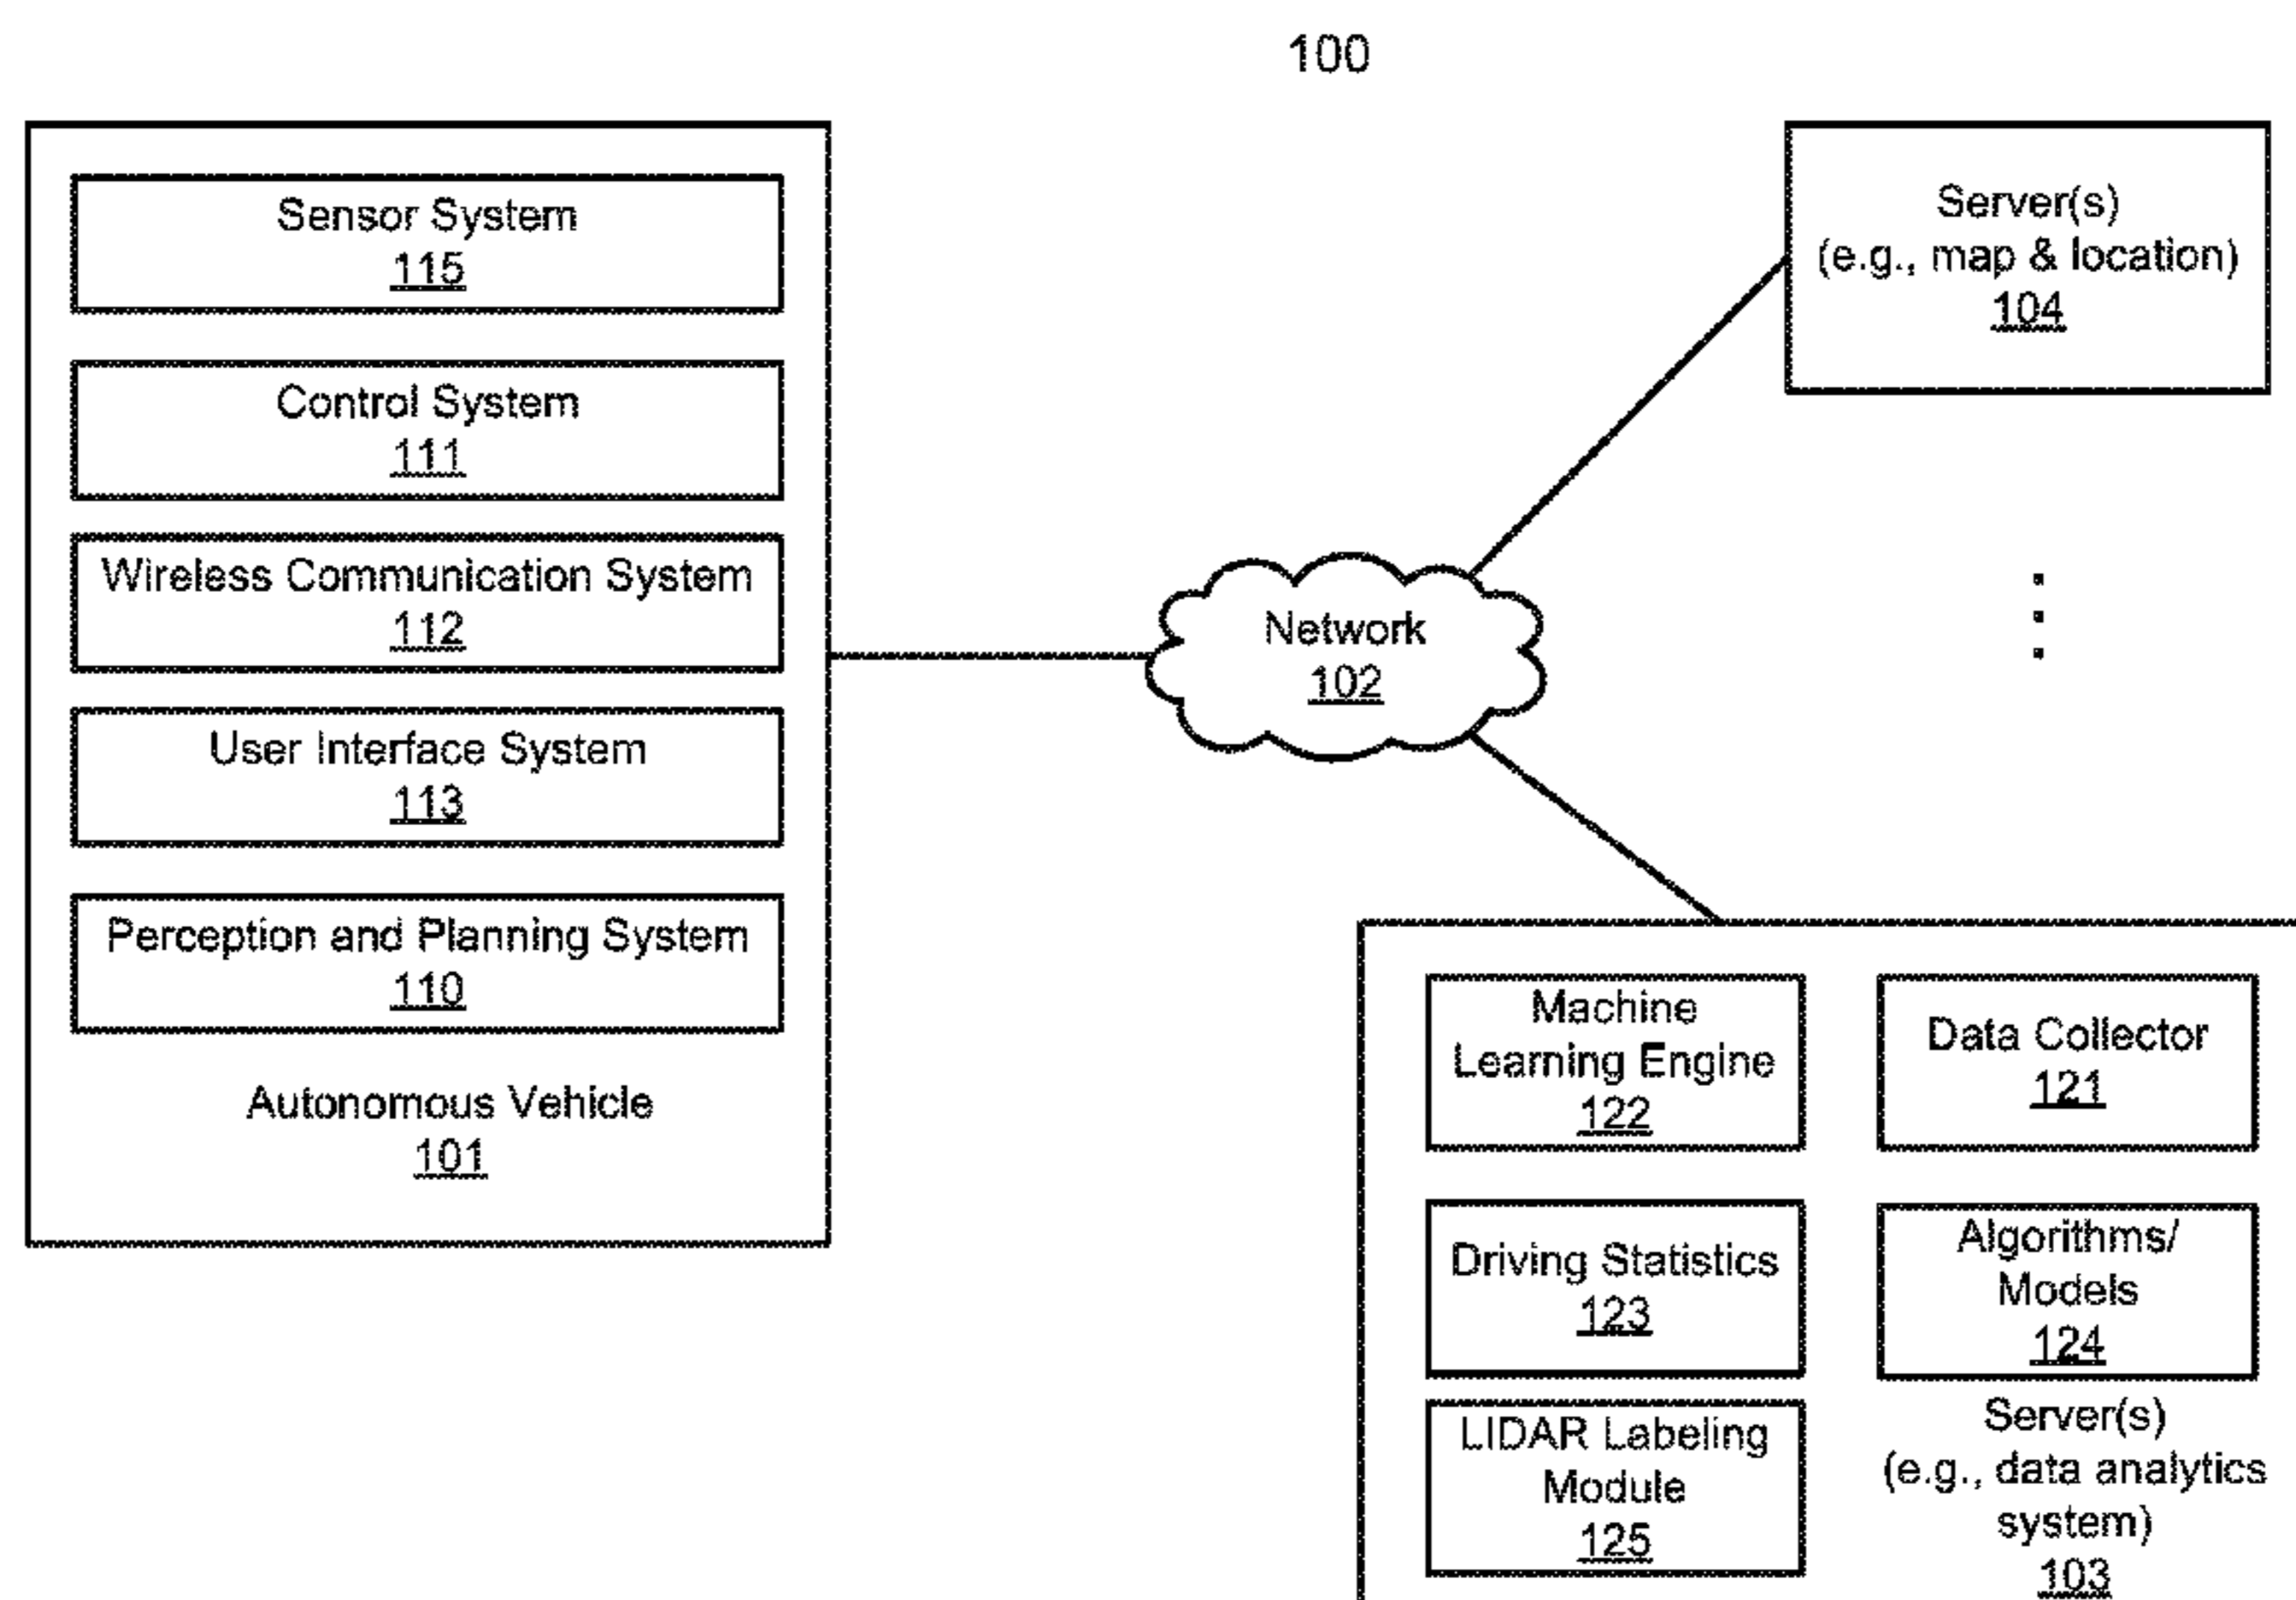 100
Sensor System
115
Control System
111
Wireless Communication System
112
User Interface System
113
Perception and Planning System
110
Autonomous Vehicle
101
Network
102
Server(s)
(e.g., map & location)
104
Machine
Learning Engine
122
Data Collector
121
Driving Statistics
123
Algorithms/
Models
124
LIDAR Labeling
Module
125
Server(s)
(e.g., data analytics
system)
103